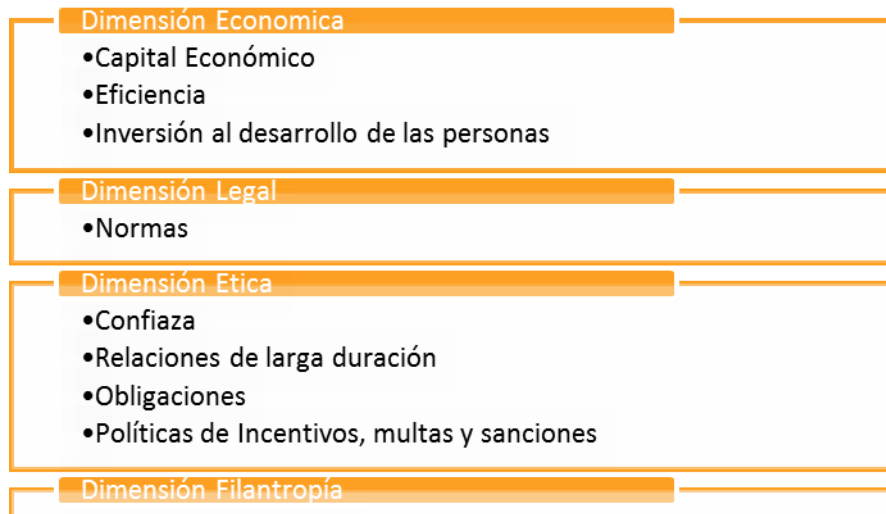 Dimensión Economica
•Capital Económico
•Eficiencia
•Inversión al desarrollo de las personas
Dimensión Legal
•Normas
Dimensión Etica
•Confiaza
•Relaciones de larga duración
•Obligaciones
•Políticas de Incentivos, multas y sanciones
Dimensión Filantropía